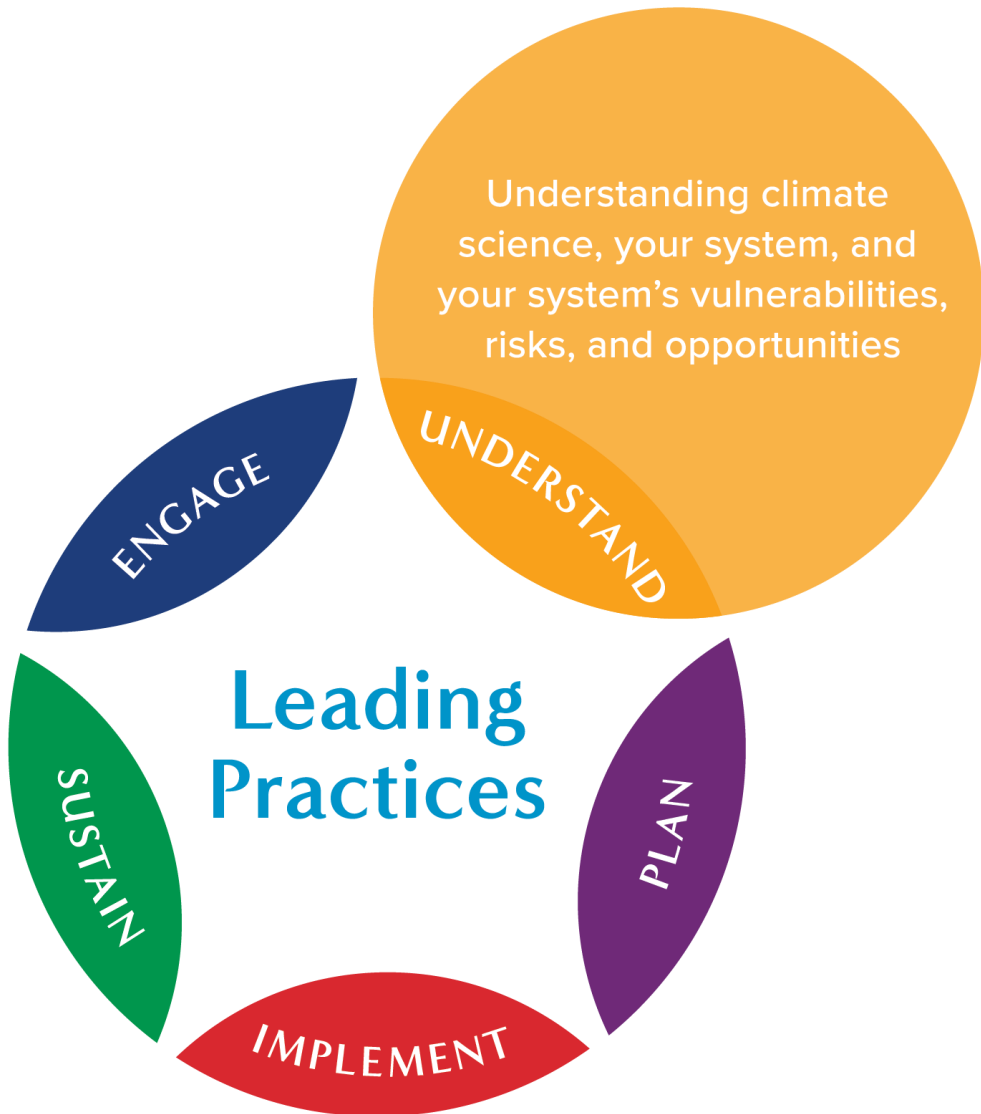 Understanding climate
science, your system, and
your system’s vulnerabilities,
risks, and opportunities
UNDERSTAND
ENGAGE
Leading
Practices
SUSTAIN
PLAN
IMPLEMENT